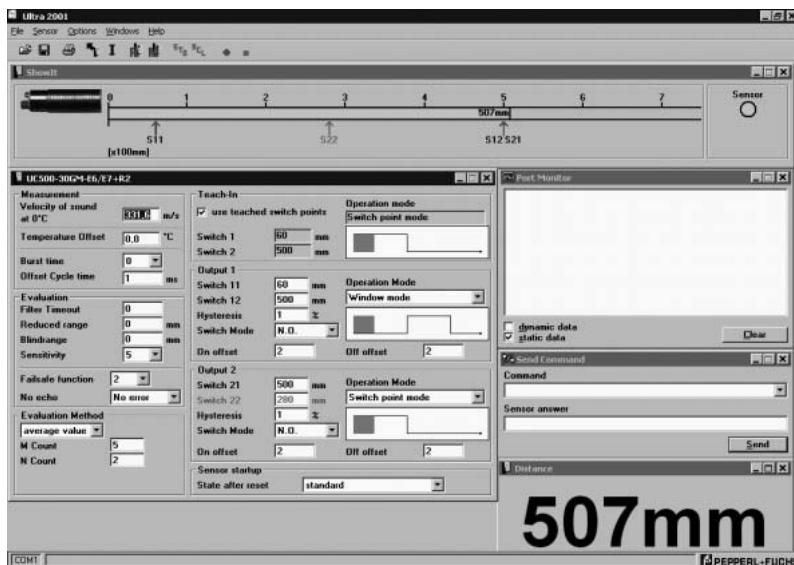 Ultra 2001
File Sensor Options Windows Help
ShowIt
0 1 2 3 4 5 6 7
507mm
S11 S22 S12 S21
[x100mm]
Sensor
UC500-30GM-E6/E7+R2
Measurement
Velocity of sound
at 0°C 331.6 m/s
Temperature Offset 0.0 °C
Burst time 0
Offset Cycle time 1 ms
Evaluation
Filter Timeout 0
Reduced range 0 mm
Blindrange 0 mm
Sensitivity 5
Failsafe function 2
No echo No error
Evaluation Method
average value
M Count 5
N Count 2
Teach-In
use teached switch points
Operation mode
Switch point mode
Switch 1 60 mm
Switch 2 500 mm
Output 1
Switch 11 60 mm
Operation Mode
Switch 12 500 mm
Window mode
Hysteresis 1 %
Switch Mode N.O.
On offset 2 Off offset 2
Output 2
Switch 21 500 mm
Operation Mode
Switch 22 280 mm
Switch point mode
Hysteresis 1 %
Switch Mode N.O.
On offset 2 Off offset 2
Sensor startup
State after reset standard
Port Monitor
dynamic data
static data
Clear
Send Command
Command
Sensor answer
Send
Distance
507mm
COM1
PEPPERL+FUCHS